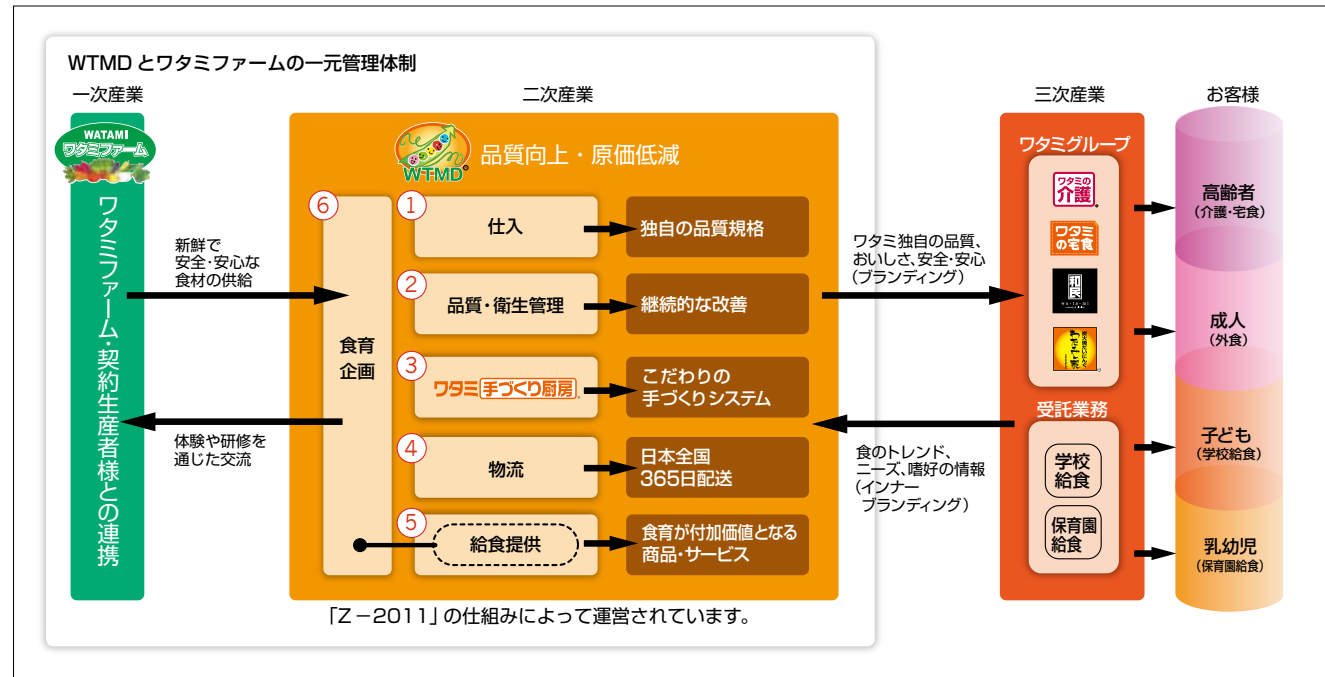 WTMDとワタミファームの一元管理体制
一次産業
二次産業
三次産業
お客様
WATAMI
ワタミファーム
ワタミファーム・契約生産者様との連携
新鮮で
安全・安心な
食材の供給
体験や研修を
通じた交流
WTMD
品質向上・原価低減
⑥
食育
企画
①
仕入
独自の品質規格
②
品質・衛生管理
継続的な改善
③
ワタミ手づくり厨房
こだわりの
手づくりシステム
④
物流
日本全国
365日配送
⑤
給食提供
食育が付加価値となる
商品・サービス
「Z−2011」の仕組みによって運営されています。
ワタミ独自の品質、
おいしさ、安全・安心
(ブランディング)
食のトレンド、
ニーズ、嗜好の情報
(インナー
ブランディング)
ワタミグループ
ワタミの
介護
ワタミ
の宅食
和民
watami
わたみん家
受託業務
学校
給食
保育園
給食
高齢者
(介護・宅食)
成人
(外食)
子ども
(学校給食)
乳幼児
(保育園給食)